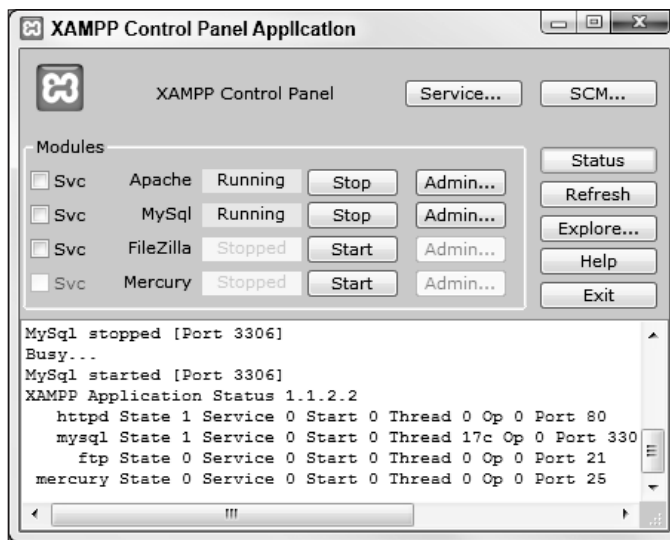 XAMPP Control Panel Application
XAMPP Control Panel Service... SCM...
Modules
Svc Apache Running Stop Admin...
Svc MySql Running Stop Admin...
Svc FileZilla Stopped Start Admin...
Svc Mercury Stopped Start Admin...
Status
Refresh
Explore...
Help
Exit
MySql stopped [Port 3306]
Busy...
MySql started [Port 3306]
XAMPP Application Status 1.1.2.2
httpd State 1 Service 0 Start 0 Thread 0 Op 0 Port 80
mysql State 1 Service 0 Start 0 Thread 17c Op 0 Port 330
ftp State 0 Service 0 Start 0 Thread 0 Op 0 Port 21
mercury State 0 Service 0 Start 0 Thread 0 Op 0 Port 25